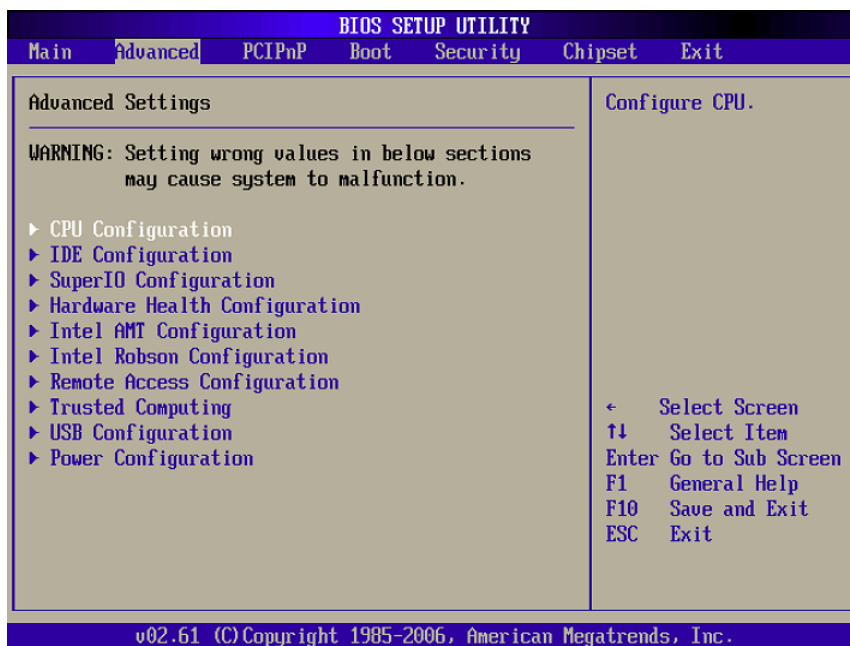 BIOS SETUP UTILITY
Main Advanced PCIPnP Boot Security Chipset Exit
Advanced Settings
WARNING: Setting wrong values in below sections
may cause system to malfunction.
▶ CPU Configuration
▶ IDE Configuration
▶ SuperIO Configuration
▶ Hardware Health Configuration
▶ Intel AMT Configuration
▶ Intel Robson Configuration
▶ Remote Access Configuration
▶ Trusted Computing
▶ USB Configuration
▶ Power Configuration
Configure CPU.
← Select Screen
↑↓ Select Item
Enter Go to Sub Screen
F1 General Help
F10 Save and Exit
ESC Exit
v02.61 (C)Copyright 1985-2006, American Megatrends, Inc.